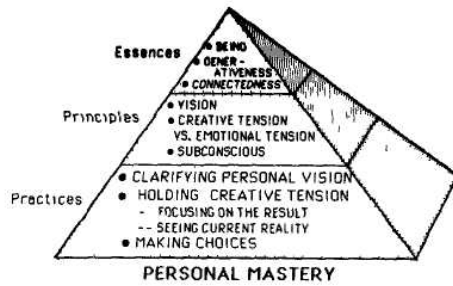 Essences
• BEING
• GENER-
ATIVENESS
• CONNECTEDNESS
Principles
• VISION
• CREATIVE TENSION
VS. EMOTIONAL TENSION
• SUBCONSCIOUS
Practices
• CLARIFYING PERSONAL VISION
• HOLDING CREATIVE TENSION
- FOCUSING ON THE RESULT
-- SEEING CURRENT REALITY
• MAKING CHOICES
PERSONAL MASTERY